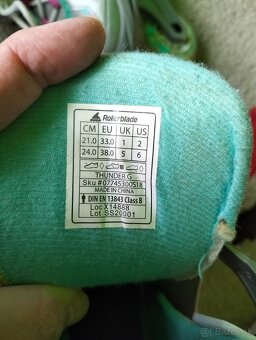 Rollerblade
CM EU UK US
21.0 33.0 1 2
24.0 38.0 5 6
THUNDER G
Sku # 07745300518
MADE IN CHINA
DIN EN 13843 Class B
Loc X14688
Lot SS20001